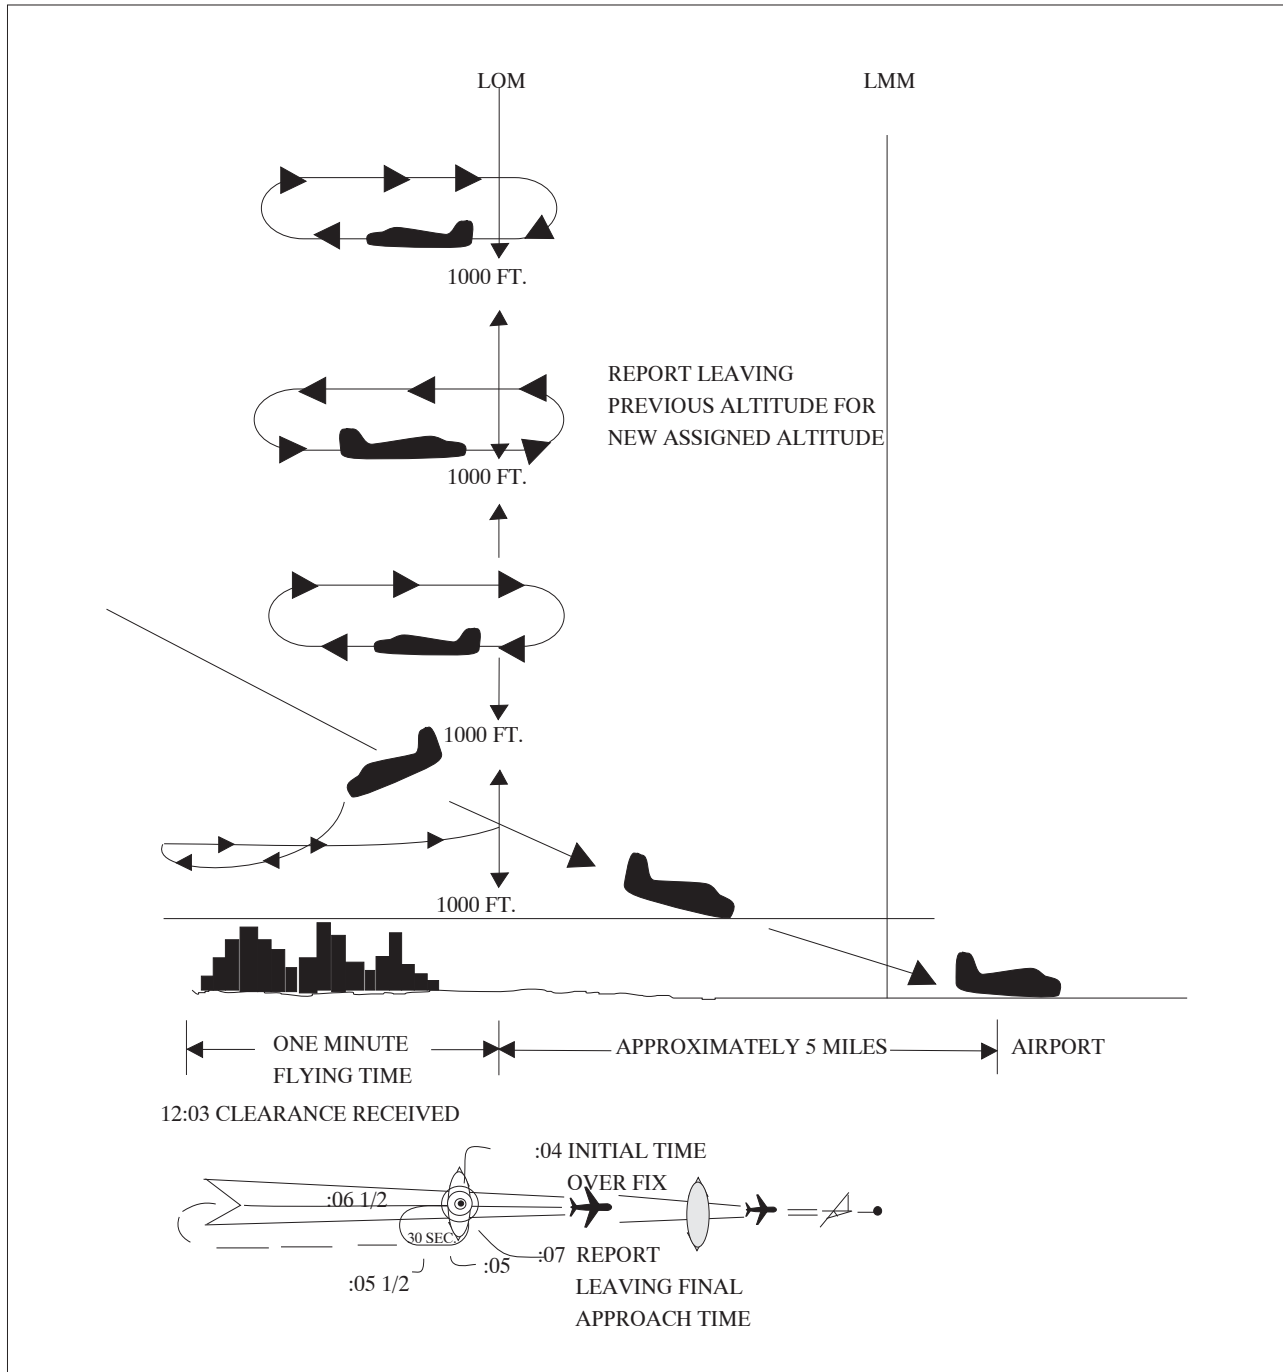 LOM
LMM
1000 FT.
REPORT LEAVING
PREVIOUS ALTITUDE FOR
NEW ASSIGNED ALTITUDE
1000 FT.
1000 FT.
1000 FT.
ONE MINUTE
FLYING TIME
APPROXIMATELY 5 MILES
AIRPORT
12:03 CLEARANCE RECEIVED
:04 INITIAL TIME
OVER FIX
:06 1/2
30 SEC.
:05
:05 1/2
:07 REPORT
LEAVING FINAL
APPROACH TIME